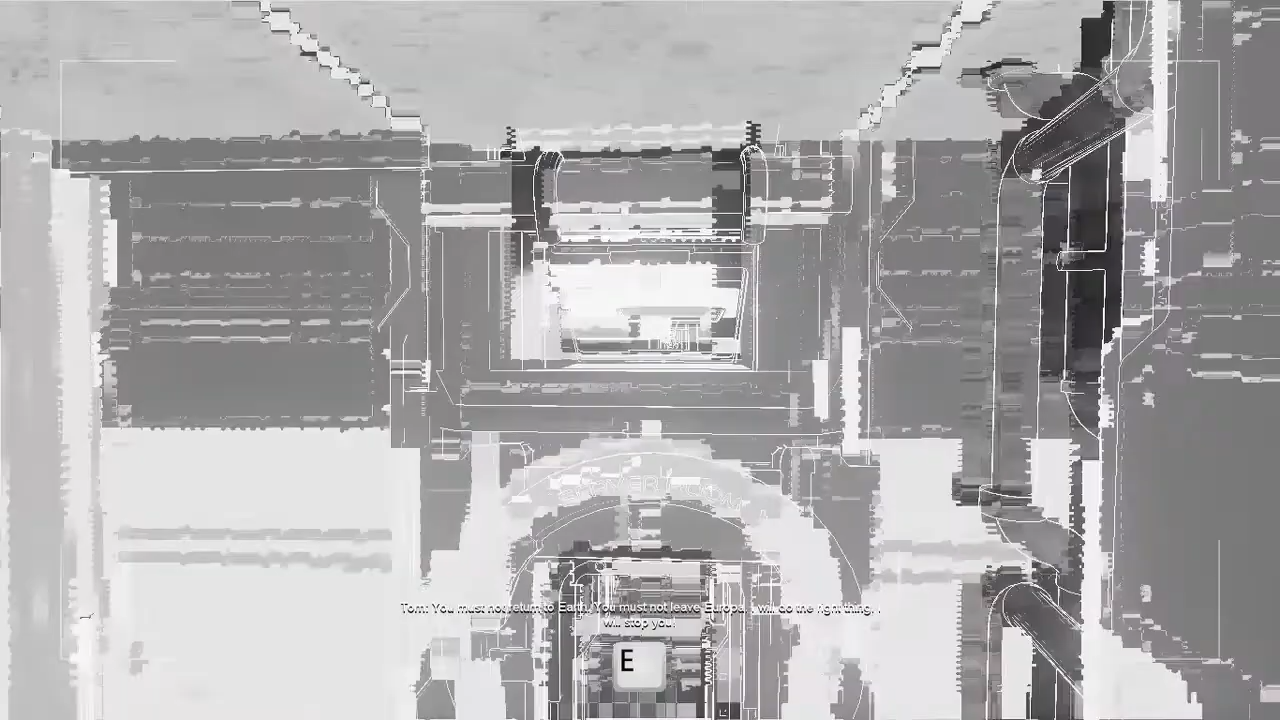 Tom: You must not return to Earth. You must not leave Europa. I will do the right thing. I
will stop you!
E